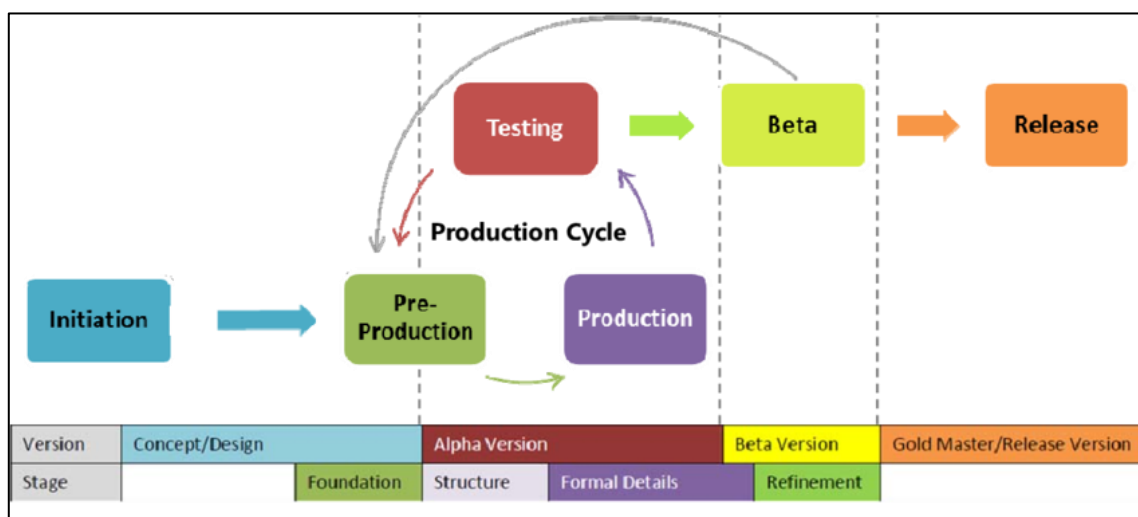 Testing
Beta
Release
Production Cycle
Initiation
Pre-
Production
Production
Version
Concept/Design
Alpha Version
Beta Version
Gold Master/Release Version
Stage
Foundation
Structure
Formal Details
Refinement